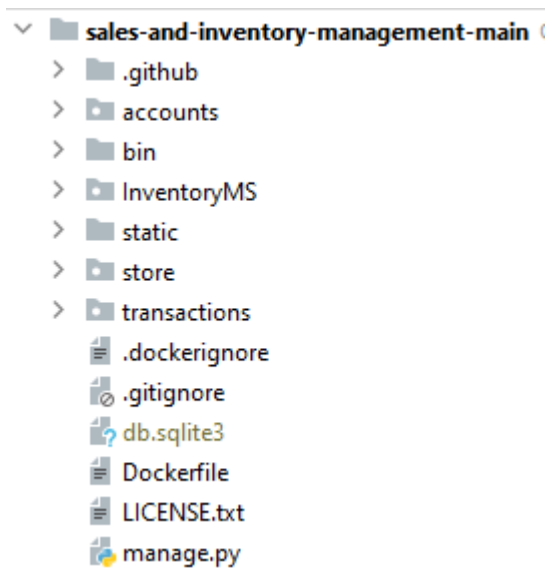 sales-and-inventory-management-main
.github
accounts
bin
InventoryMS
static
store
transactions
.dockerignore
.gitignore
db.sqlite3
Dockerfile
LICENSE.txt
manage.py